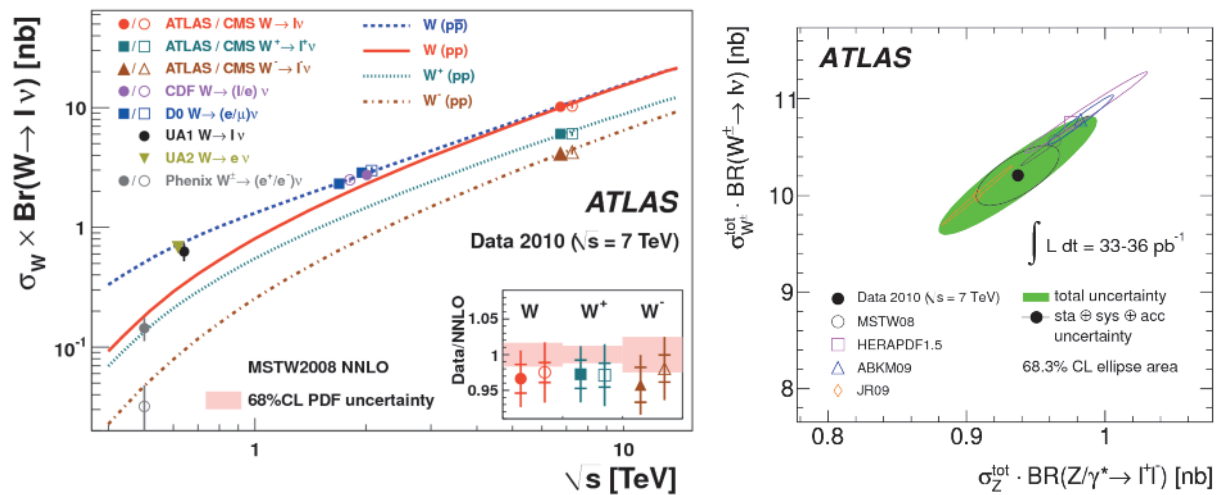 σ_W × Br(W→ l ν) [nb]
10
1
10⁻¹
ATLAS / CMS W→ lν
ATLAS / CMS W⁺→ l⁺ν
ATLAS / CMS W⁻→ l⁻ν
CDF W→ (l/e) ν
D0 W→ (e/μ)ν
UA1 W→ l ν
UA2 W→ e ν
Phenix W±→ (e⁺/e⁻)ν
W (pp̅)
W (pp)
W⁺ (pp)
W⁻ (pp)
ATLAS
Data 2010 (√s = 7 TeV)
MSTW2008 NNLO
68%CL PDF uncertainty
Data/NNLO
W W⁺ W⁻
1.05
1
0.95
1
10
√s [TeV]
σ^tot_W± · BR(W±→ lν) [nb]
11
10
9
8
ATLAS
∫ L dt = 33-36 pb⁻¹
Data 2010 (√s = 7 TeV)
MSTW08
HERAPDF1.5
ABKM09
JR09
total uncertainty
sta ⊕ sys ⊕ acc
uncertainty
68.3% CL ellipse area
0.8 0.9 1
σ^tot_Z · BR(Z/γ*→ l⁺l⁻) [nb]